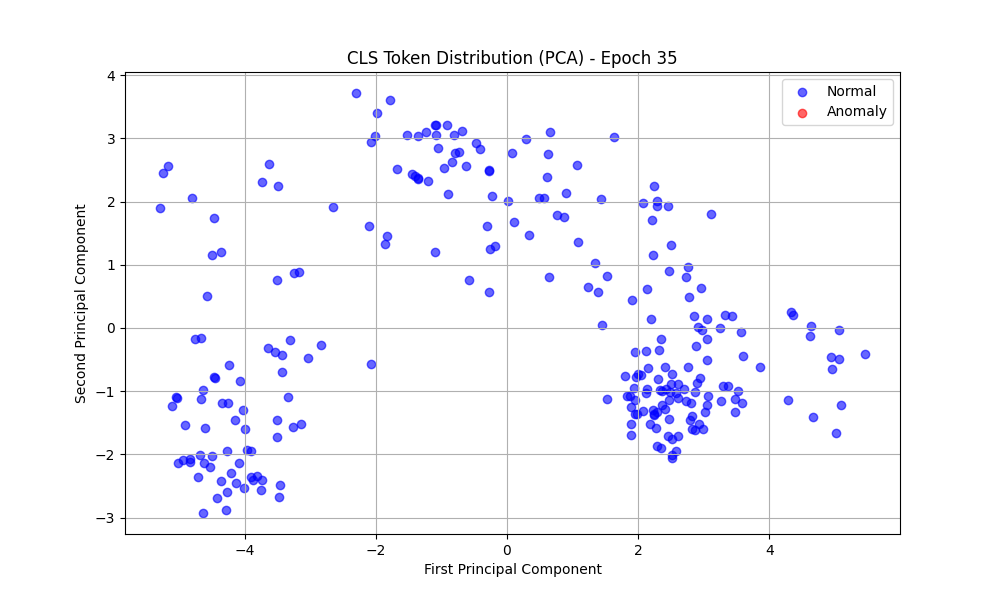 CLS Token Distribution (PCA) - Epoch 35
Normal
Anomaly
4
3
2
1
0
−1
−2
−3
Second Principal Component
−4
−2
0
2
4
First Principal Component